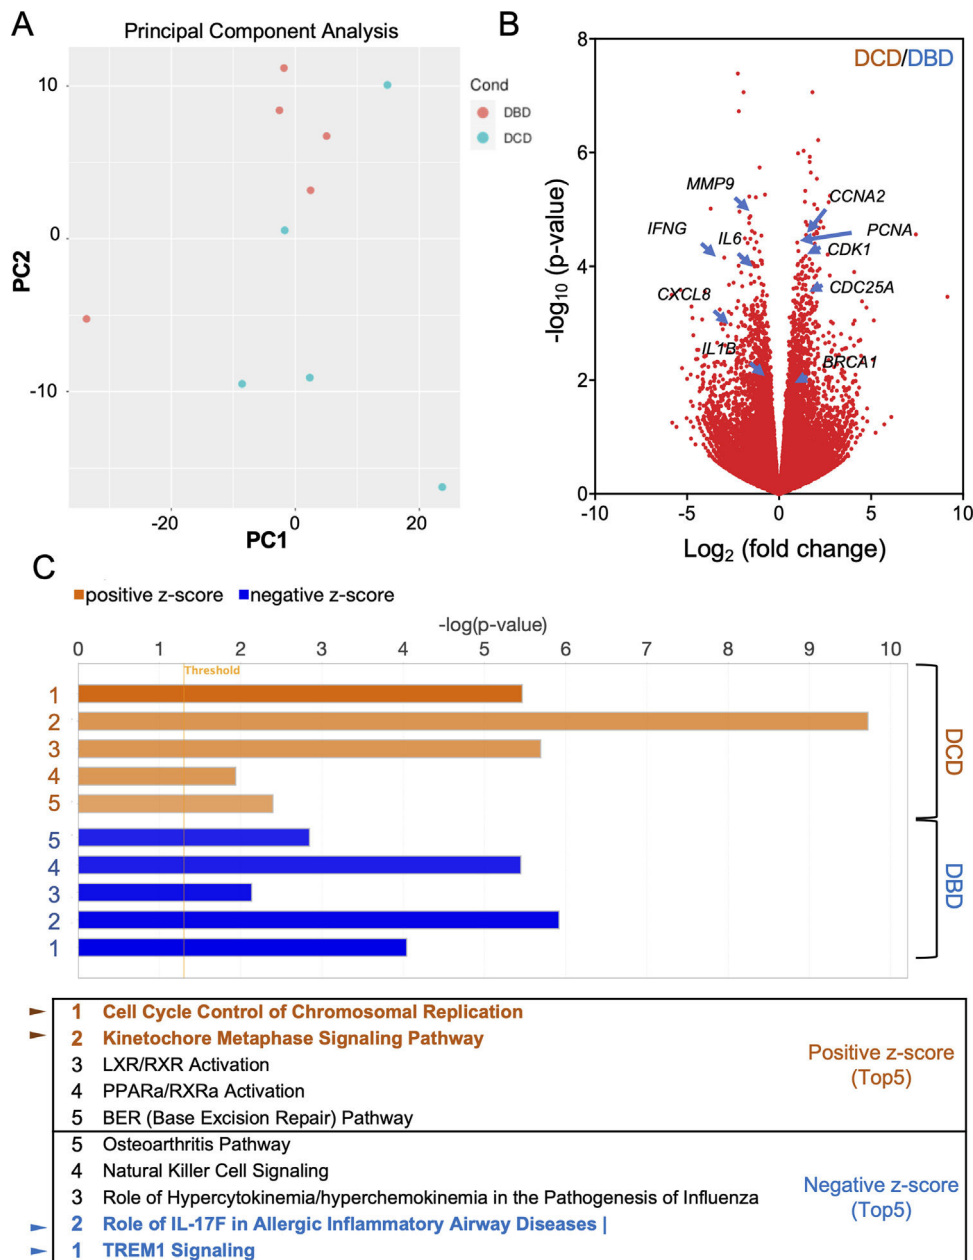 A
Principal Component Analysis
10
0
-10
PC2
-20
0
20
PC1
Cond
DBD
DCD
B
DCD/DBD
8
6
4
2
0
-log10 (p-value)
MMP9
IFNG
IL6
CXCL8
IL1B
CCNA2
PCNA
CDK1
CDC25A
BRCA1
-10
-5
0
5
10
Log2 (fold change)
C
positive z-score negative z-score
-log(p-value)
0 1 2 3 4 5 6 7 8 9 10
Threshold
1
2
3
4
5
5
4
3
2
1
DCD
DBD
1 Cell Cycle Control of Chromosomal Replication
2 Kinetochore Metaphase Signaling Pathway
3 LXR/RXR Activation
4 PPARa/RXRa Activation
5 BER (Base Excision Repair) Pathway
Positive z-score
(Top5)
5 Osteoarthritis Pathway
4 Natural Killer Cell Signaling
3 Role of Hypercytokinemia/hyperchemokinemia in the Pathogenesis of Influenza
2 Role of IL-17F in Allergic Inflammatory Airway Diseases |
1 TREM1 Signaling
Negative z-score
(Top5)